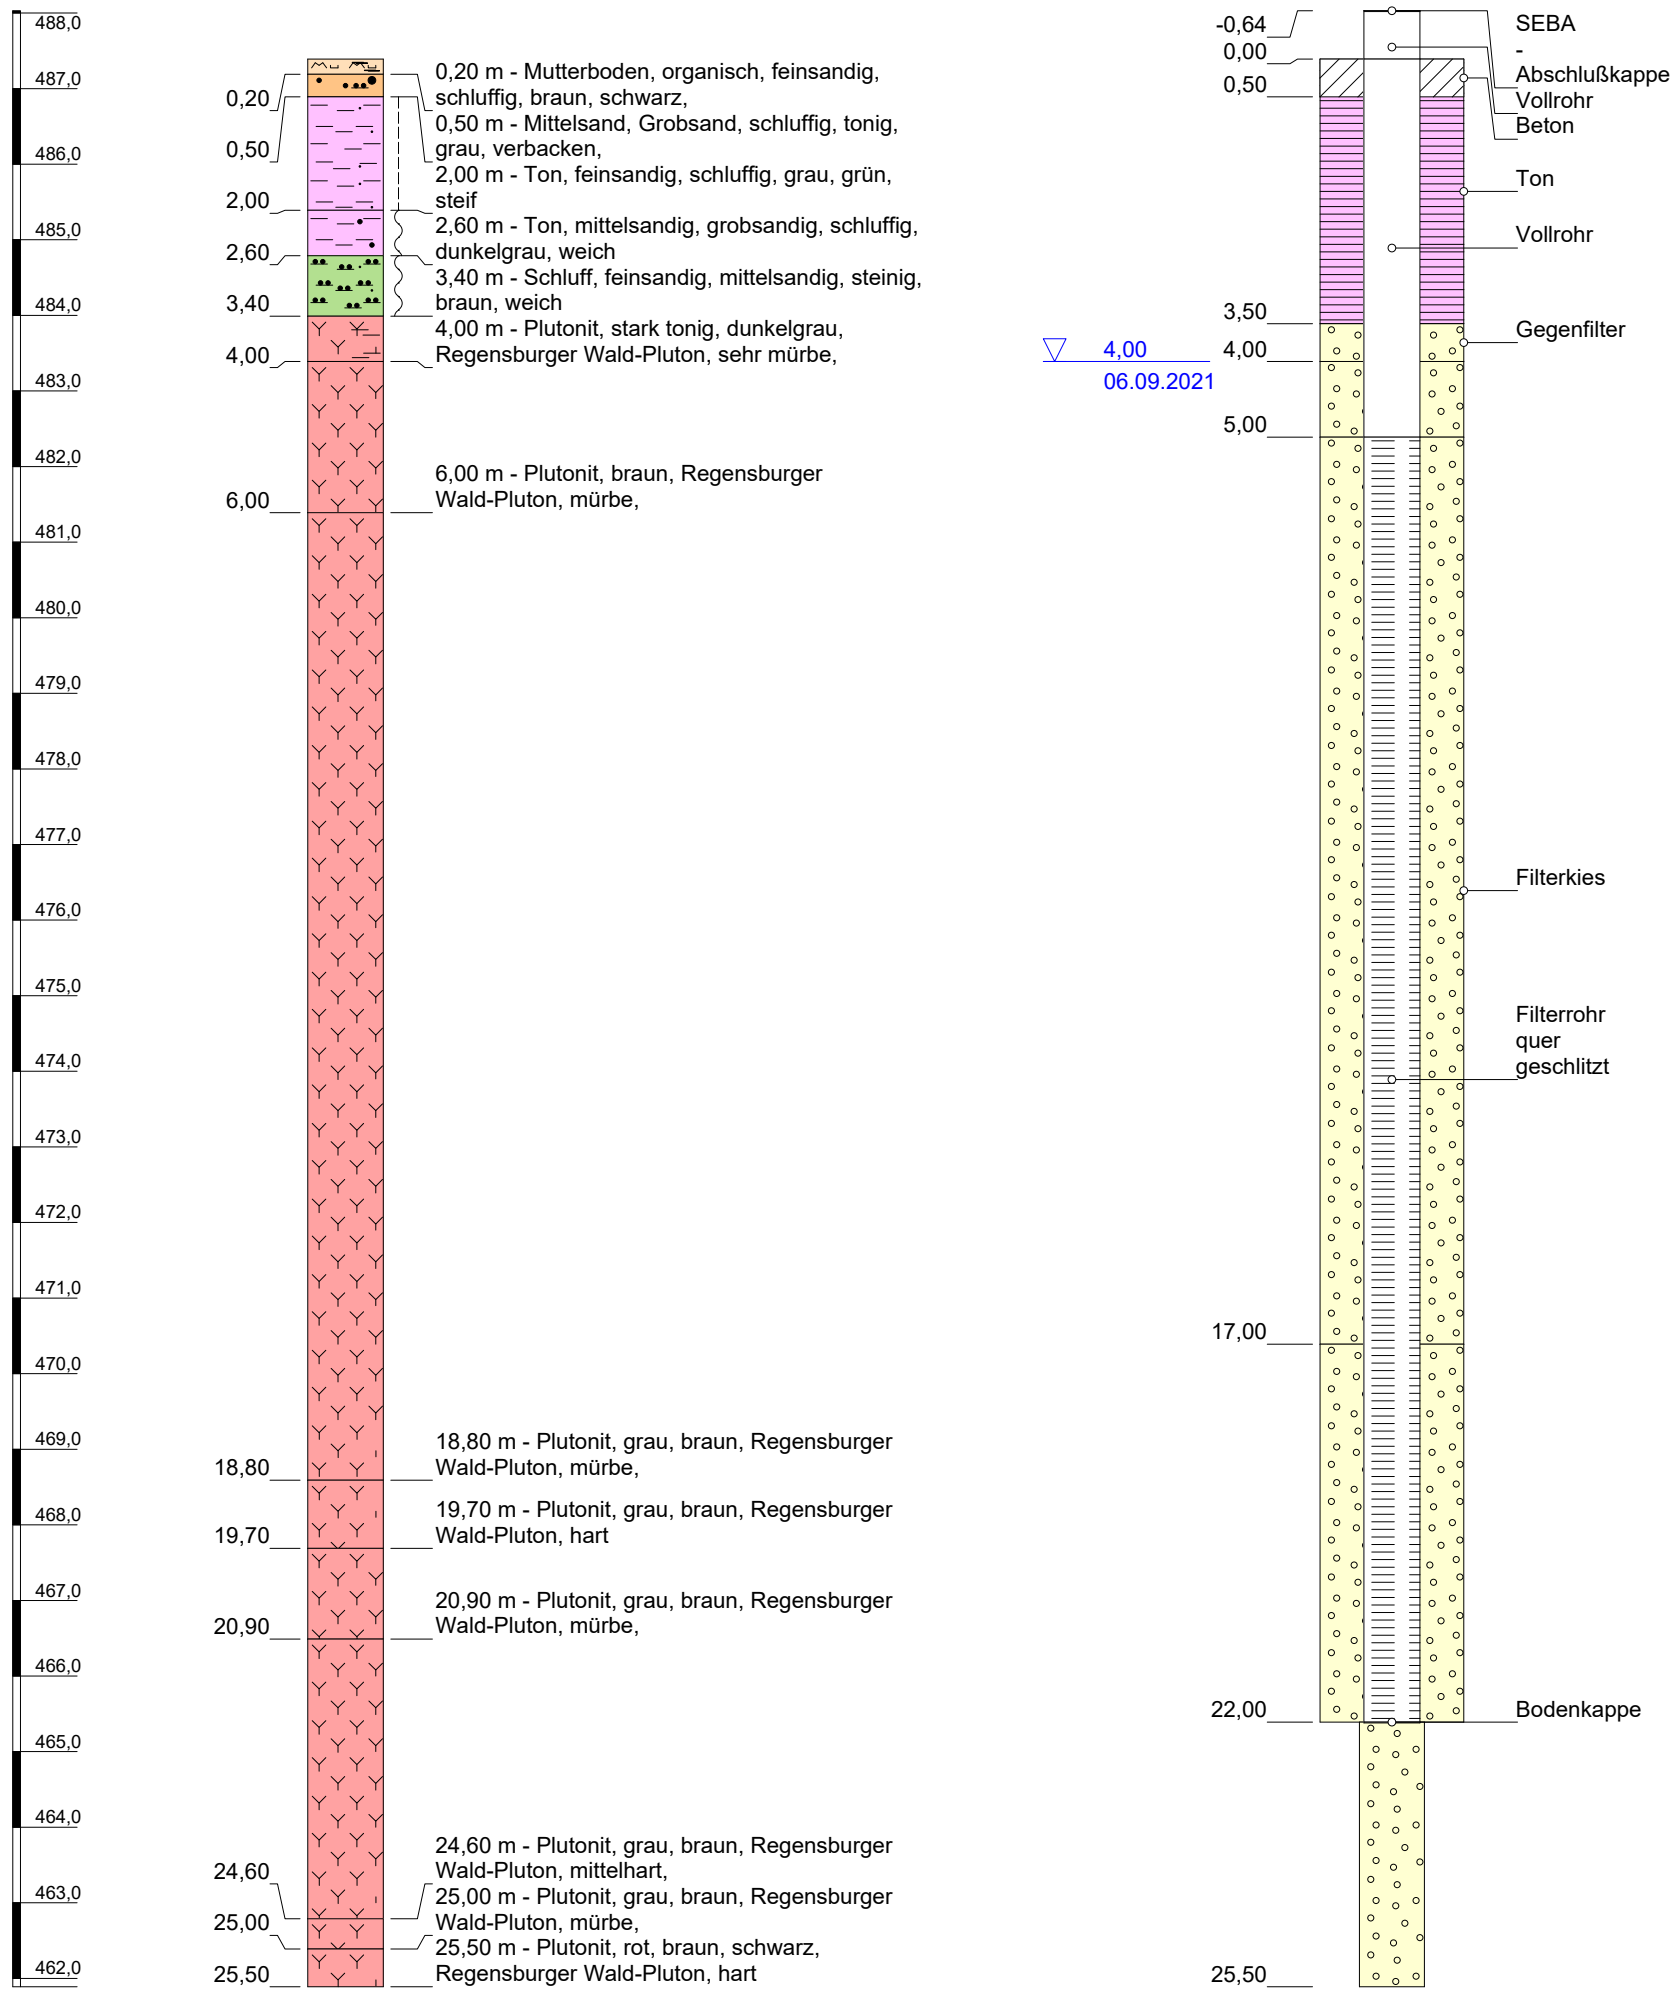 488,0
487,0
486,0
485,0
484,0
483,0
482,0
481,0
480,0
479,0
478,0
477,0
476,0
475,0
474,0
473,0
472,0
471,0
470,0
469,0
468,0
467,0
466,0
465,0
464,0
463,0
462,0
0,20
0,50
2,00
2,60
3,40
4,00
6,00
18,80
19,70
20,90
24,60
25,00
25,50
0,20 m - Mutterboden, organisch, feinsandig,
schluffig, braun, schwarz,
0,50 m - Mittelsand, Grobsand, schluffig, tonig,
grau, verbacken,
2,00 m - Ton, feinsandig, schluffig, grau, grün,
steif
2,60 m - Ton, mittelsandig, grobsandig, schluffig,
dunkelgrau, weich
3,40 m - Schluff, feinsandig, mittelsandig, steinig,
braun, weich
4,00 m - Plutonit, stark tonig, dunkelgrau,
Regensburger Wald-Pluton, sehr mürbe,
6,00 m - Plutonit, braun, Regensburger
Wald-Pluton, mürbe,
18,80 m - Plutonit, grau, braun, Regensburger
Wald-Pluton, mürbe,
19,70 m - Plutonit, grau, braun, Regensburger
Wald-Pluton, hart
20,90 m - Plutonit, grau, braun, Regensburger
Wald-Pluton, mürbe,
24,60 m - Plutonit, grau, braun, Regensburger
Wald-Pluton, mittelhart,
25,00 m - Plutonit, grau, braun, Regensburger
Wald-Pluton, mürbe,
25,50 m - Plutonit, rot, braun, schwarz,
Regensburger Wald-Pluton, hart
4,00
06.09.2021
-0,64
0,00
0,50
3,50
4,00
5,00
17,00
22,00
25,50
SEBA
-
Abschlußkappe
Vollrohr
Beton
Ton
Vollrohr
Gegenfilter
Filterkies
Filterrohr
quer
geschlitzt
Bodenkappe